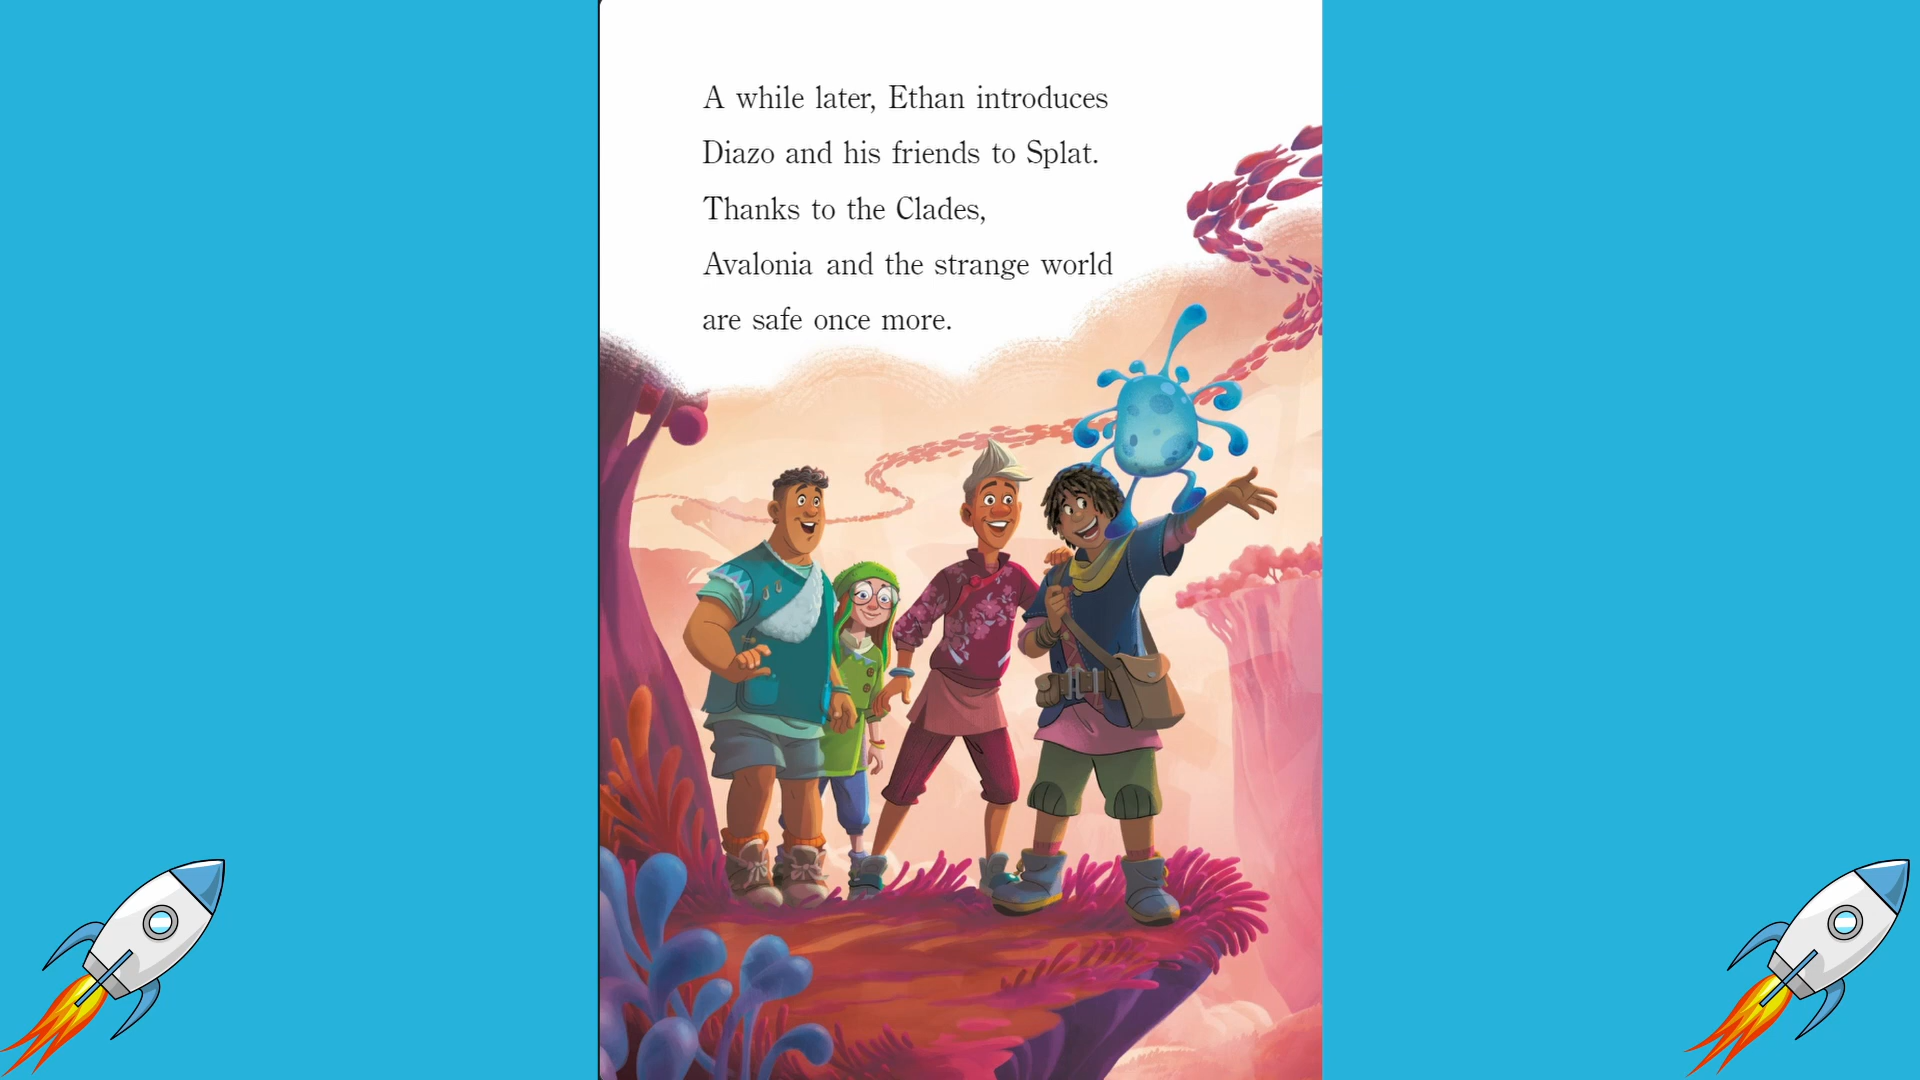 A while later, Ethan introduces
Diazo and his friends to Splat.
Thanks to the Clades,
Avalonia and the strange world
are safe once more.